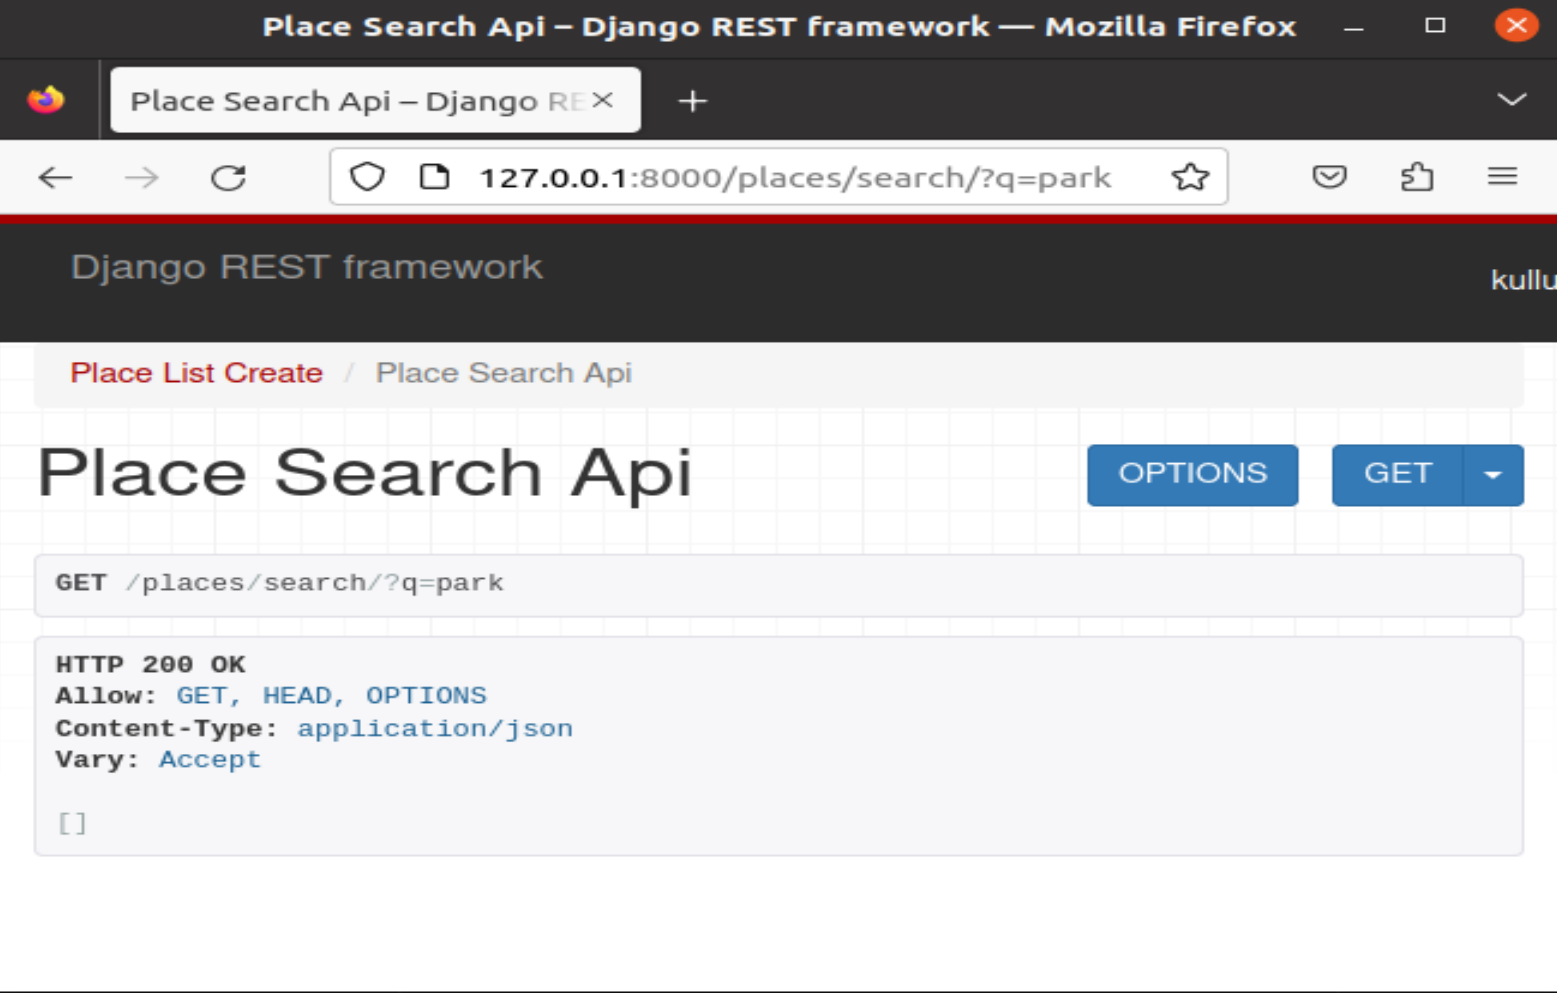 Place Search Api – Django REST framework — Mozilla Firefox
Place Search Api – Django RE
127.0.0.1:8000/places/search/?q=park
Django REST framework
kullu
Place List Create / Place Search Api
Place Search Api
OPTIONS
GET
GET /places/search/?q=park
HTTP 200 OK
Allow: GET, HEAD, OPTIONS
Content-Type: application/json
Vary: Accept
[]